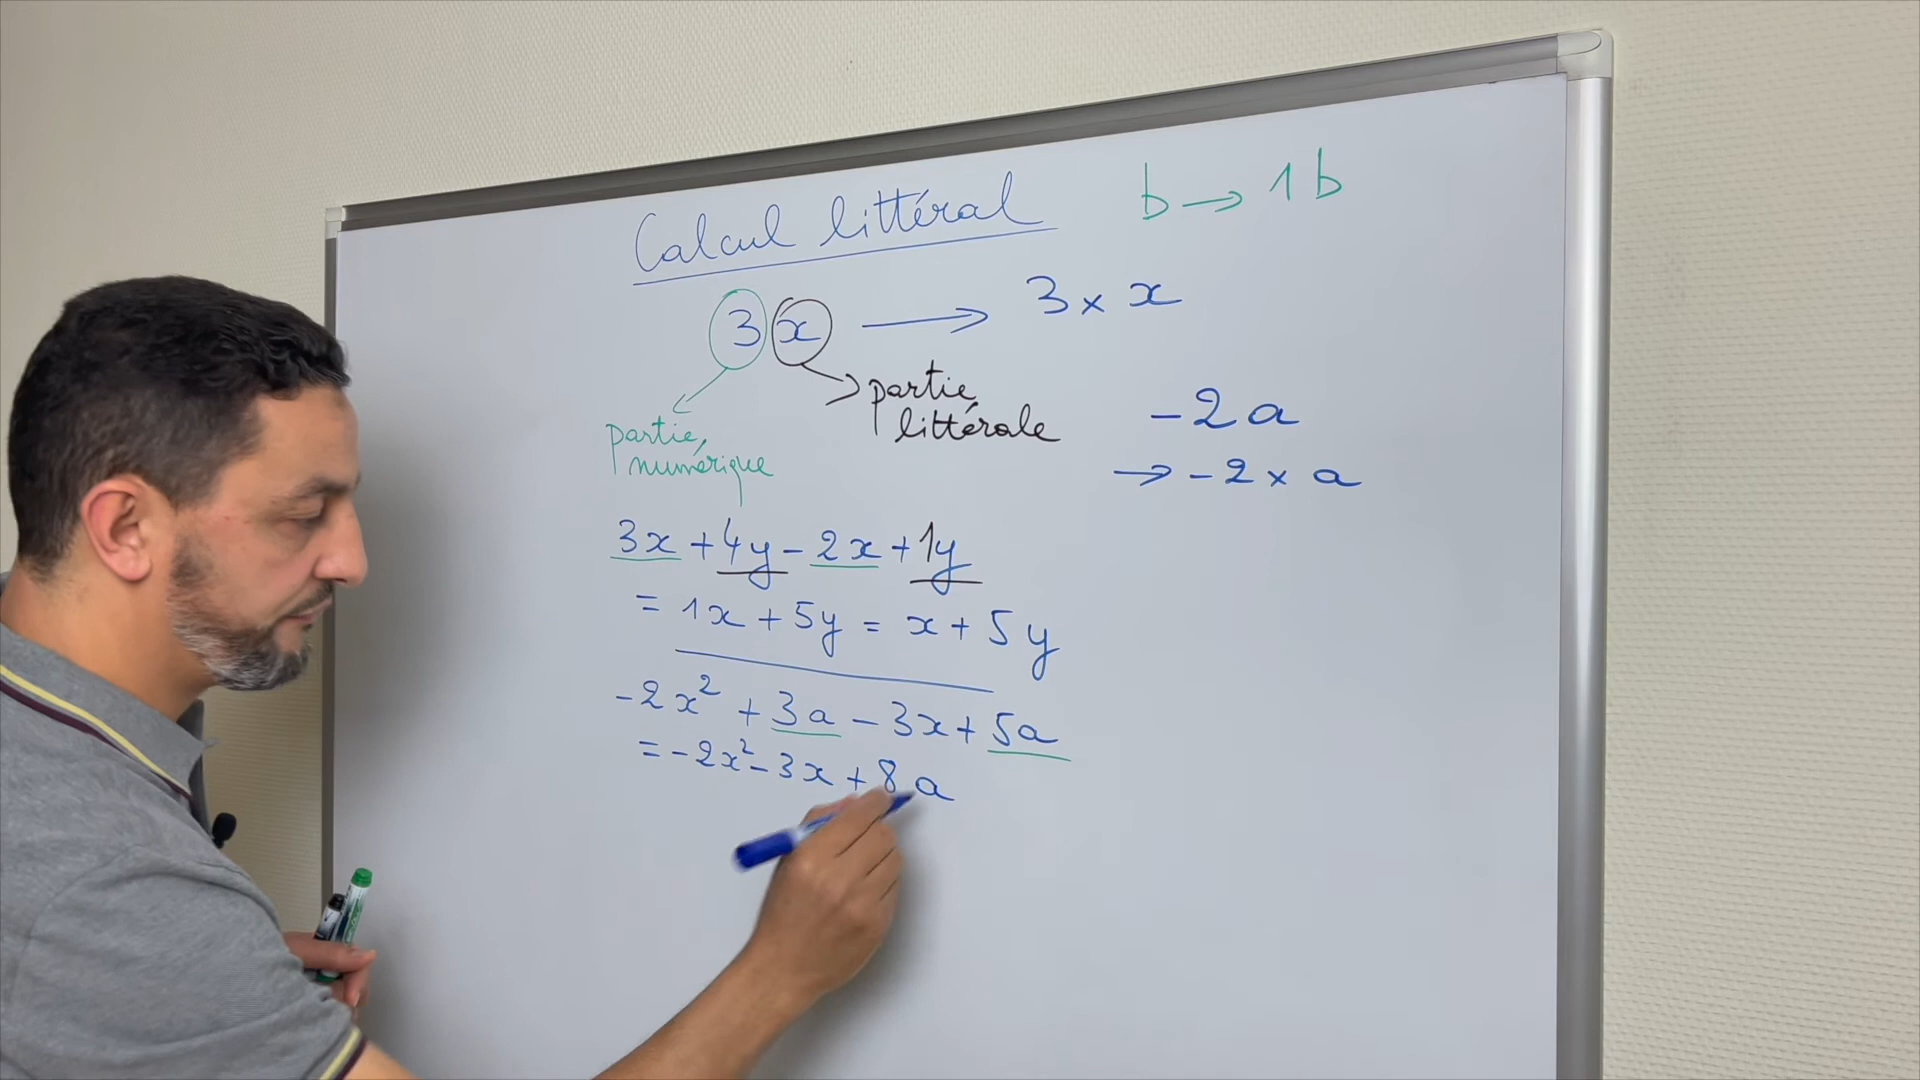 Calcul littéral
b → 1b
3x → 3 × x
partie numérique
partie littérale
-2a
→ -2 × a
3x + 4y - 2x + 1y
= 1x + 5y = x + 5y
-2x² + 3a - 3x + 5a
= -2x² - 3x + 8a